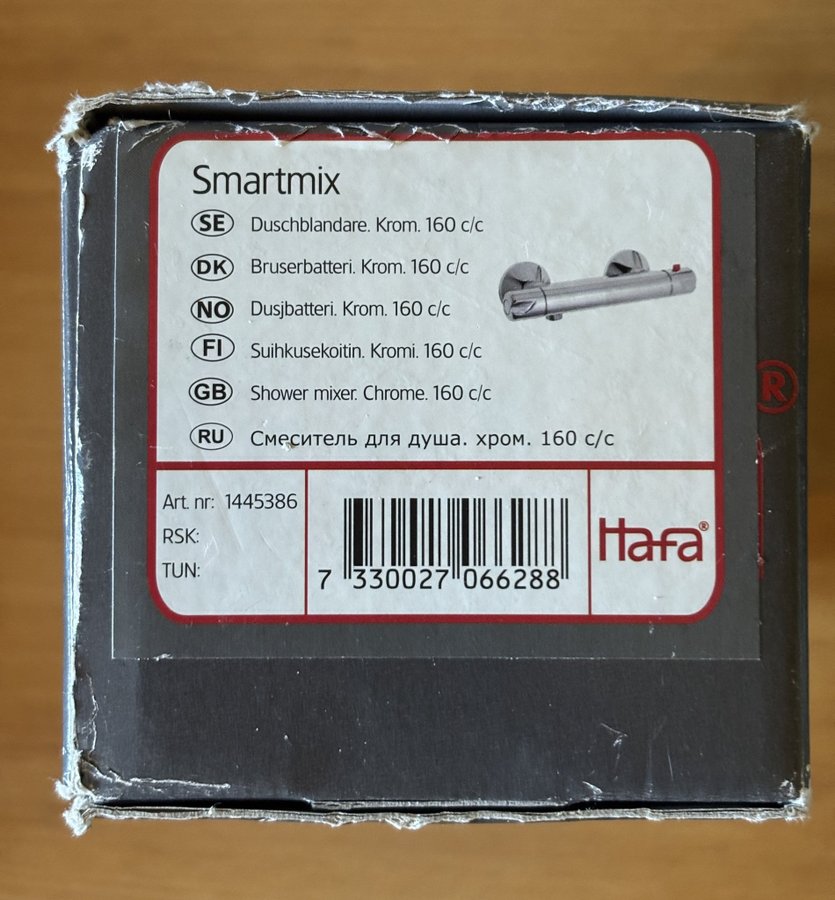 Smartmix
SE Duschblandare. Krom. 160 c/c
DK Bruserbatteri. Krom. 160 c/c
NO Dusjbatteri. Krom. 160 c/c
FI Suihkusekoitin. Kromi. 160 c/c
GB Shower mixer. Chrome. 160 c/c
RU Смеситель для душа. хром. 160 с/с
®
Art. nr: 1445386
RSK:
TUN:
7 330027 066288
Hafa®